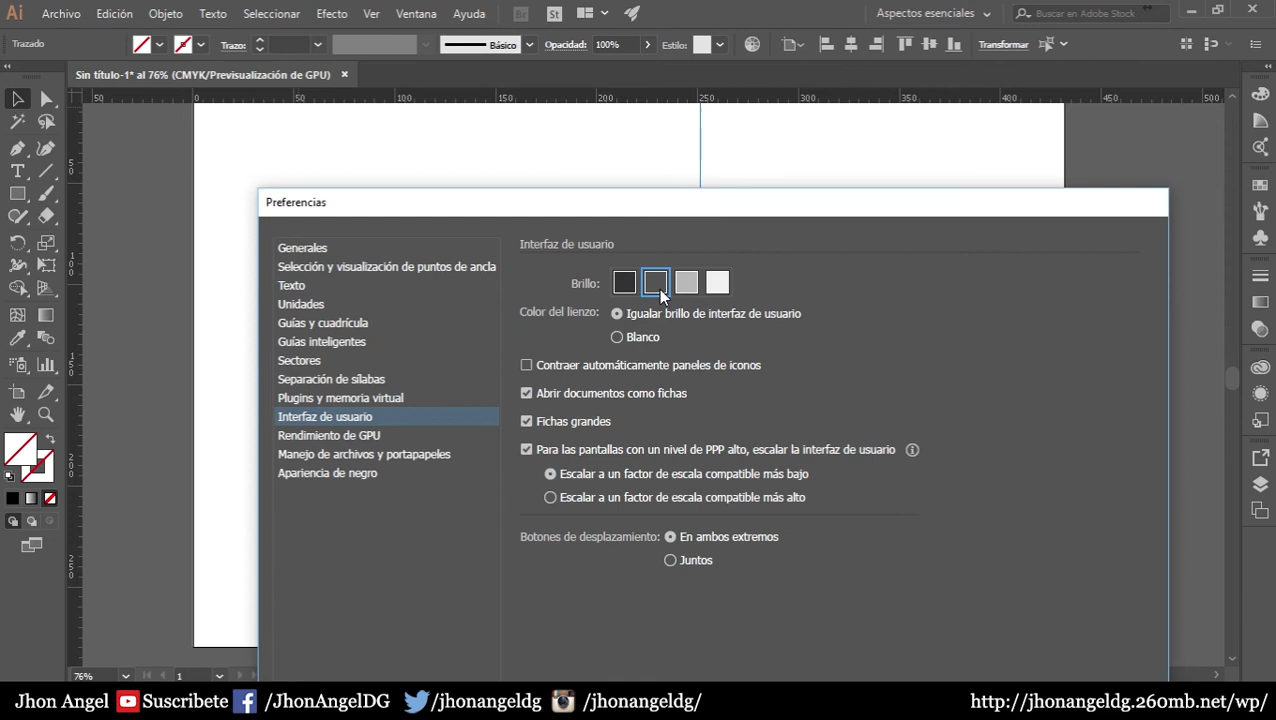 Ai Archivo Edición Objeto Texto Seleccionar Efecto Ver Ventana Ayuda Br St Aspectos esenciales Buscar en Adobe Stock
Trazado Trazo: Básico Opacidad: 100% Estilo: Transformar
Sin título-1* al 76% (CMYK/Previsualización de GPU)
50 0 50 100 150 200 250 300 350 400 450 500
50
100
150
200
250
Preferencias
Generales
Selección y visualización de puntos de ancla
Texto
Unidades
Guías y cuadrícula
Guías inteligentes
Sectores
Separación de sílabas
Plugins y memoria virtual
Interfaz de usuario
Rendimiento de GPU
Manejo de archivos y portapapeles
Apariencia de negro
Interfaz de usuario
Brillo:
Color del lienzo: Igualar brillo de interfaz de usuario
Blanco
Contraer automáticamente paneles de iconos
Abrir documentos como fichas
Fichas grandes
Para las pantallas con un nivel de PPP alto, escalar la interfaz de usuario
Escalar a un factor de escala compatible más bajo
Escalar a un factor de escala compatible más alto
Botones de desplazamiento: En ambos extremos
Juntos
76% 1
Jhon Angel Suscribete /JhonAngelDG /jhonangeldg /jhonangeldg/ http://jhonangeldg.260mb.net/wp/